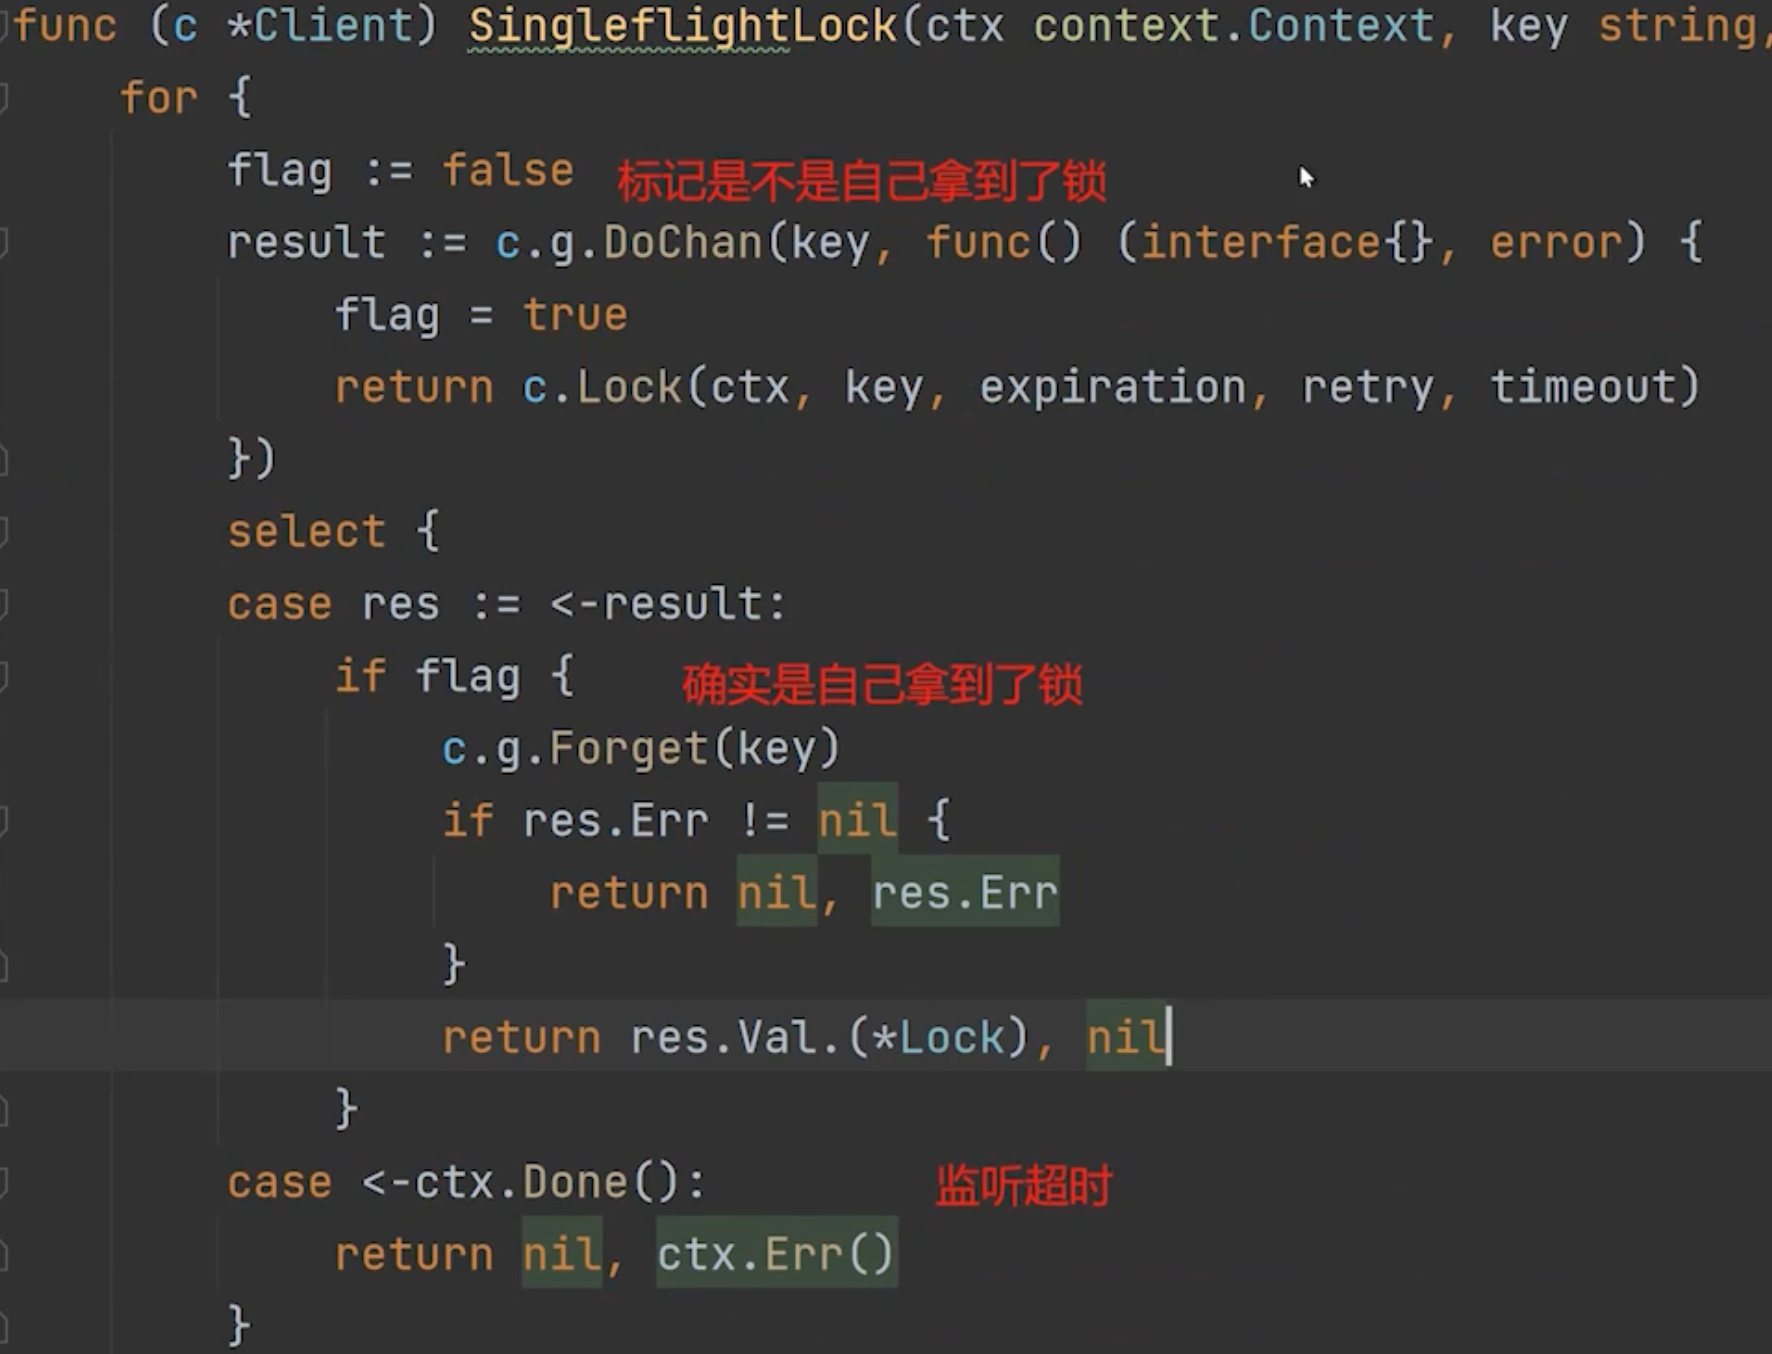 func (c *Client) SingleflightLock(ctx context.Context, key string,
for {
flag := false 标记是不是自己拿到了锁
result := c.g.DoChan(key, func() (interface{}, error) {
flag = true
return c.Lock(ctx, key, expiration, retry, timeout)
})
select {
case res := <-result:
if flag { 确实是自己拿到了锁
c.g.Forget(key)
if res.Err != nil {
return nil, res.Err
}
return res.Val.(*Lock), nil
}
case <-ctx.Done(): 监听超时
return nil, ctx.Err()
}